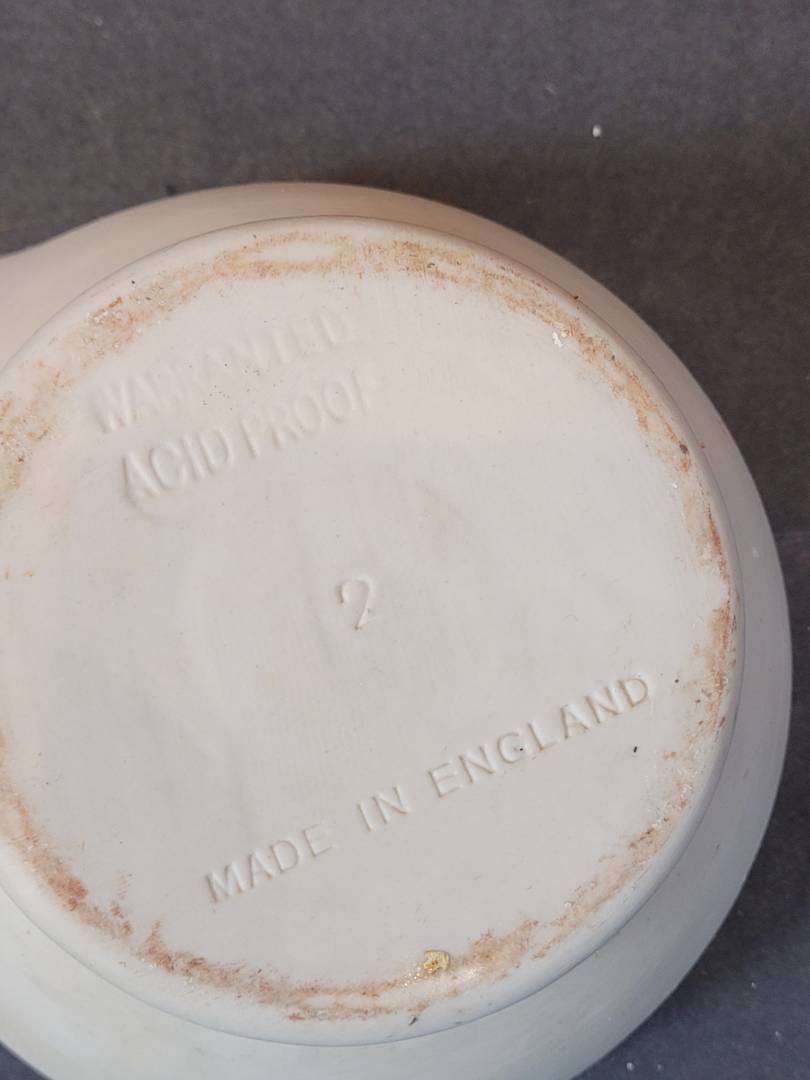 WARRANTED
ACID PROOF
2
MADE IN ENGLAND